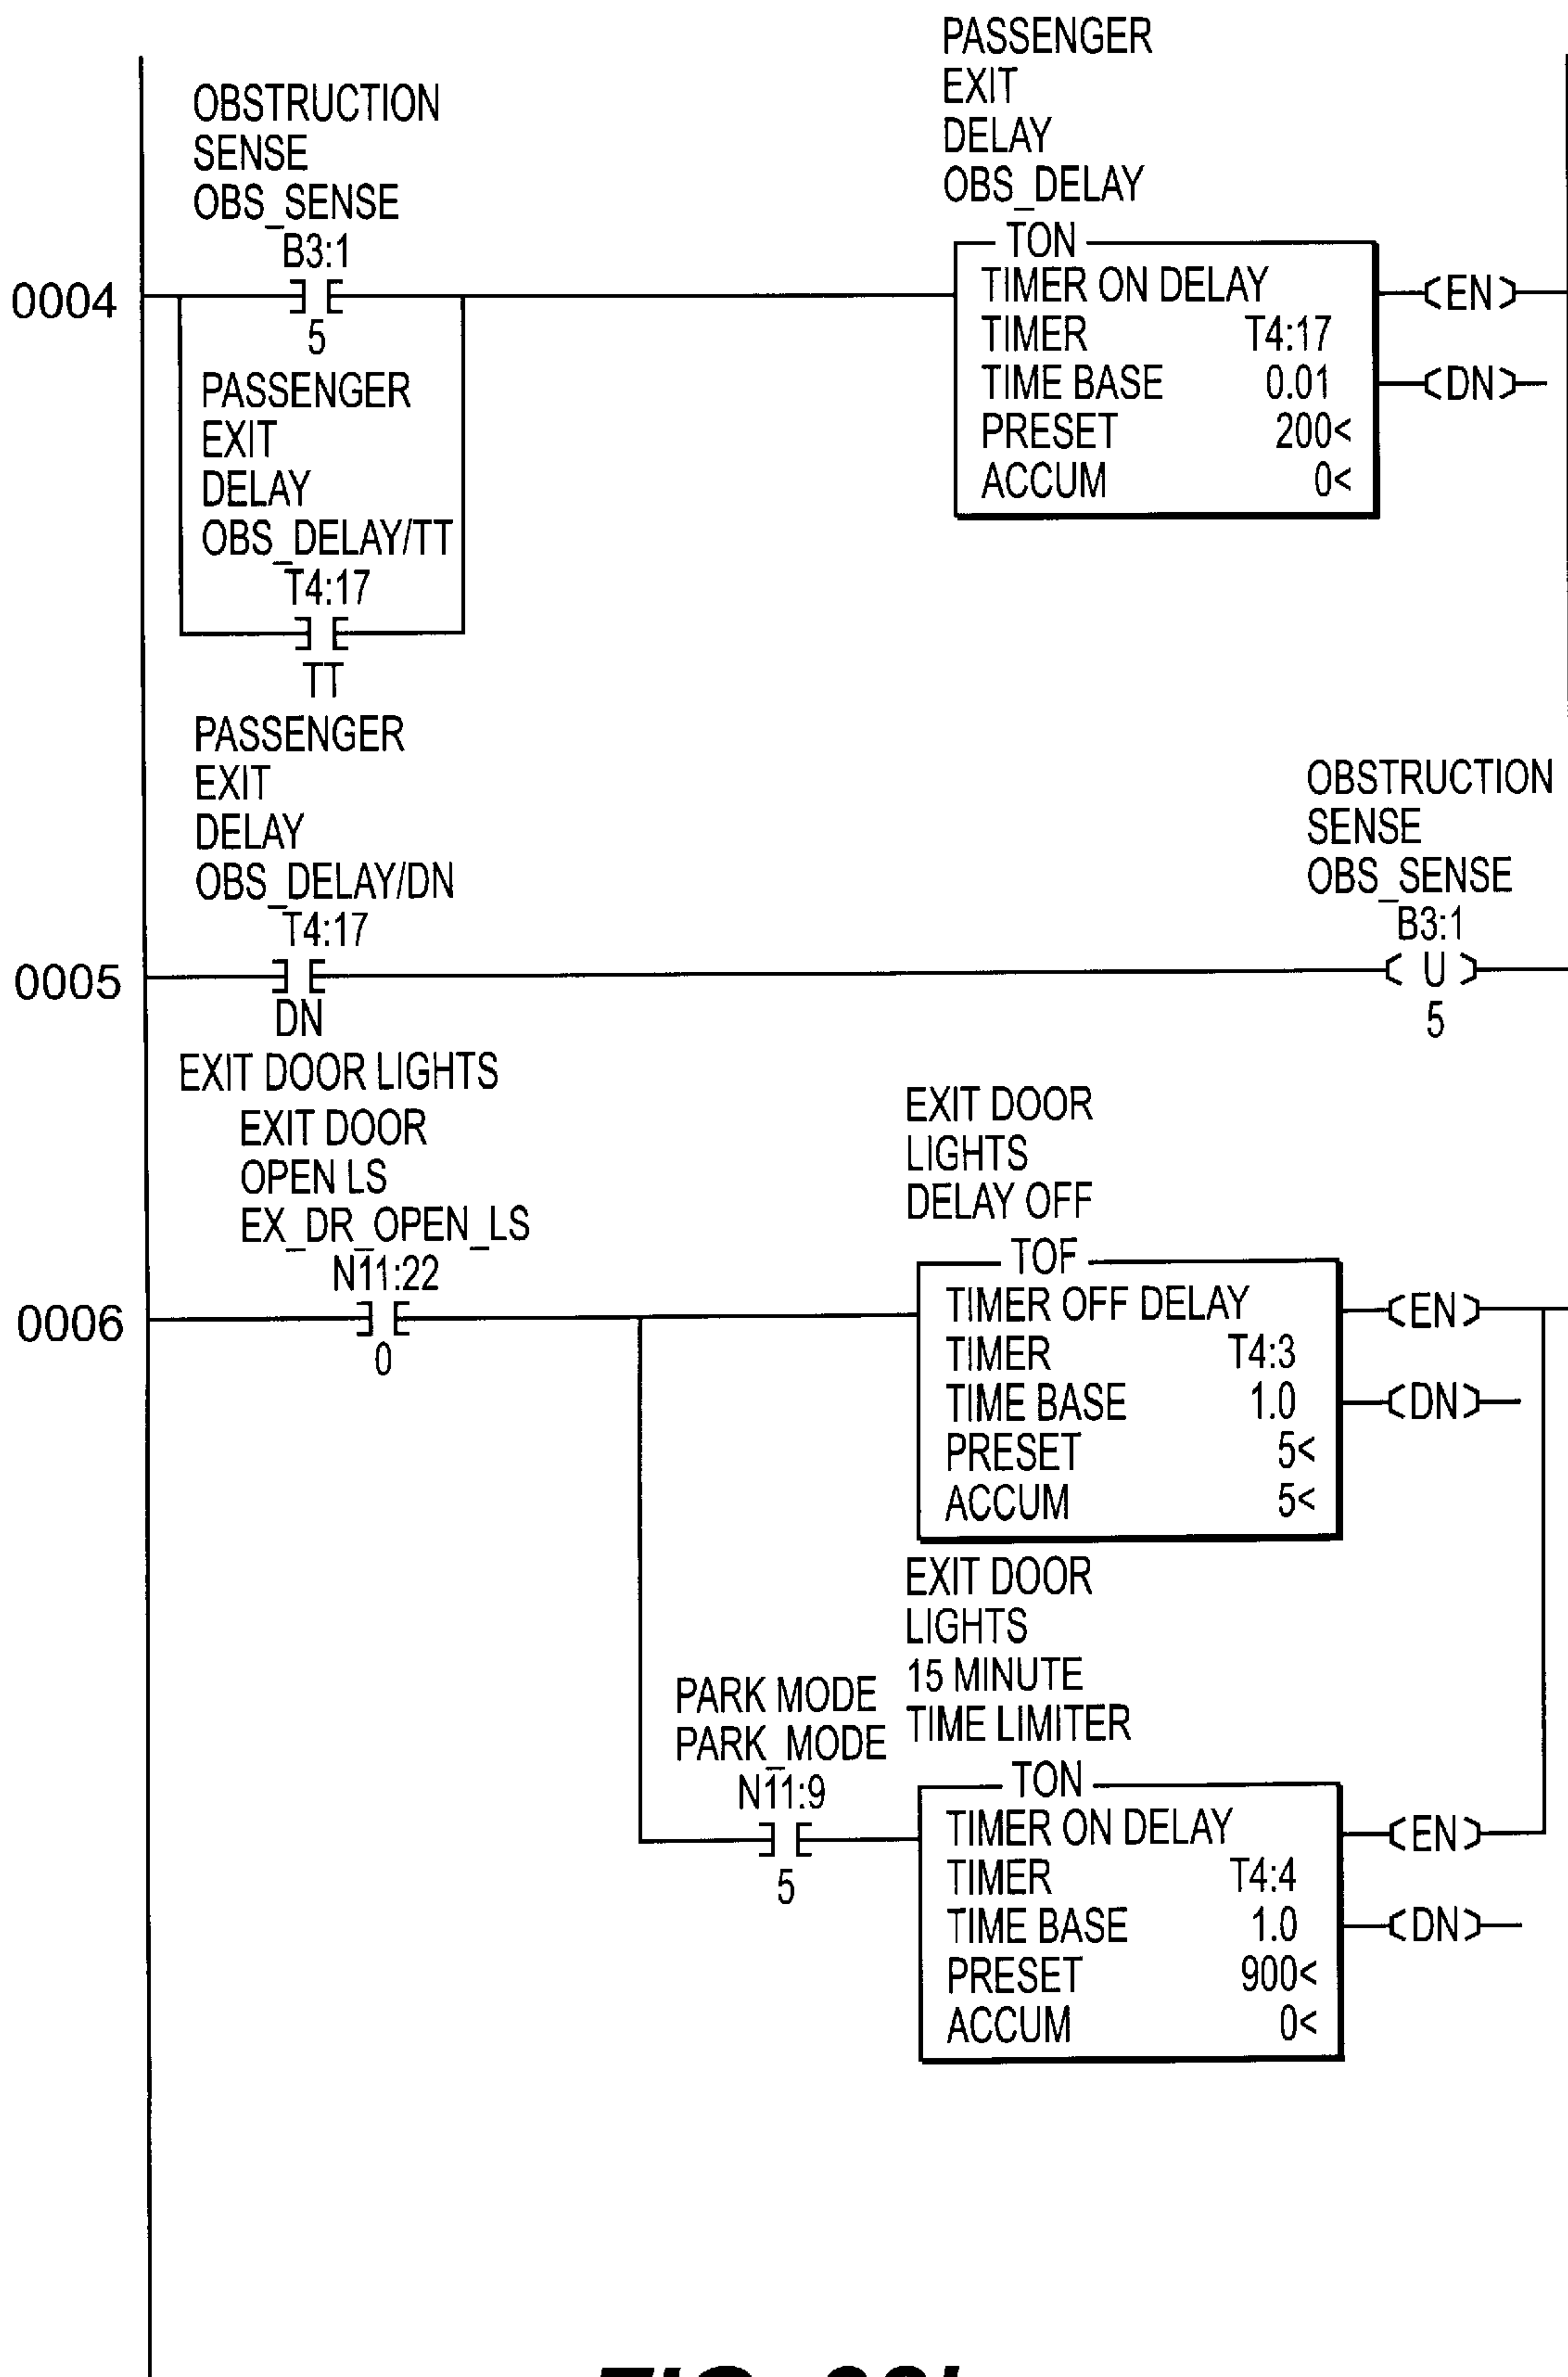 PASSENGER
EXIT
DELAY
OBS_DELAY
OBSTRUCTION
SENSE
OBS_SENSE
B3:1
0004
5
TON
TIMER ON DELAY
TIMER T4:17
TIME BASE 0.01
PRESET 200<
ACCUM 0<
EN
DN
PASSENGER
EXIT
DELAY
OBS_DELAY/TT
T4:17
TT
PASSENGER
EXIT
DELAY
OBS_DELAY/DN
T4:17
0005
DN
OBSTRUCTION
SENSE
OBS_SENSE
B3:1
U
5
EXIT DOOR LIGHTS
EXIT DOOR
OPEN LS
EX_DR_OPEN_LS
N11:22
0006
0
EXIT DOOR
LIGHTS
DELAY OFF
TOF
TIMER OFF DELAY
TIMER T4:3
TIME BASE 1.0
PRESET 5<
ACCUM 5<
EN
DN
PARK MODE
PARK_MODE
N11:9
5
EXIT DOOR
LIGHTS
15 MINUTE
TIME LIMITER
TON
TIMER ON DELAY
TIMER T4:4
TIME BASE 1.0
PRESET 900<
ACCUM 0<
EN
DN